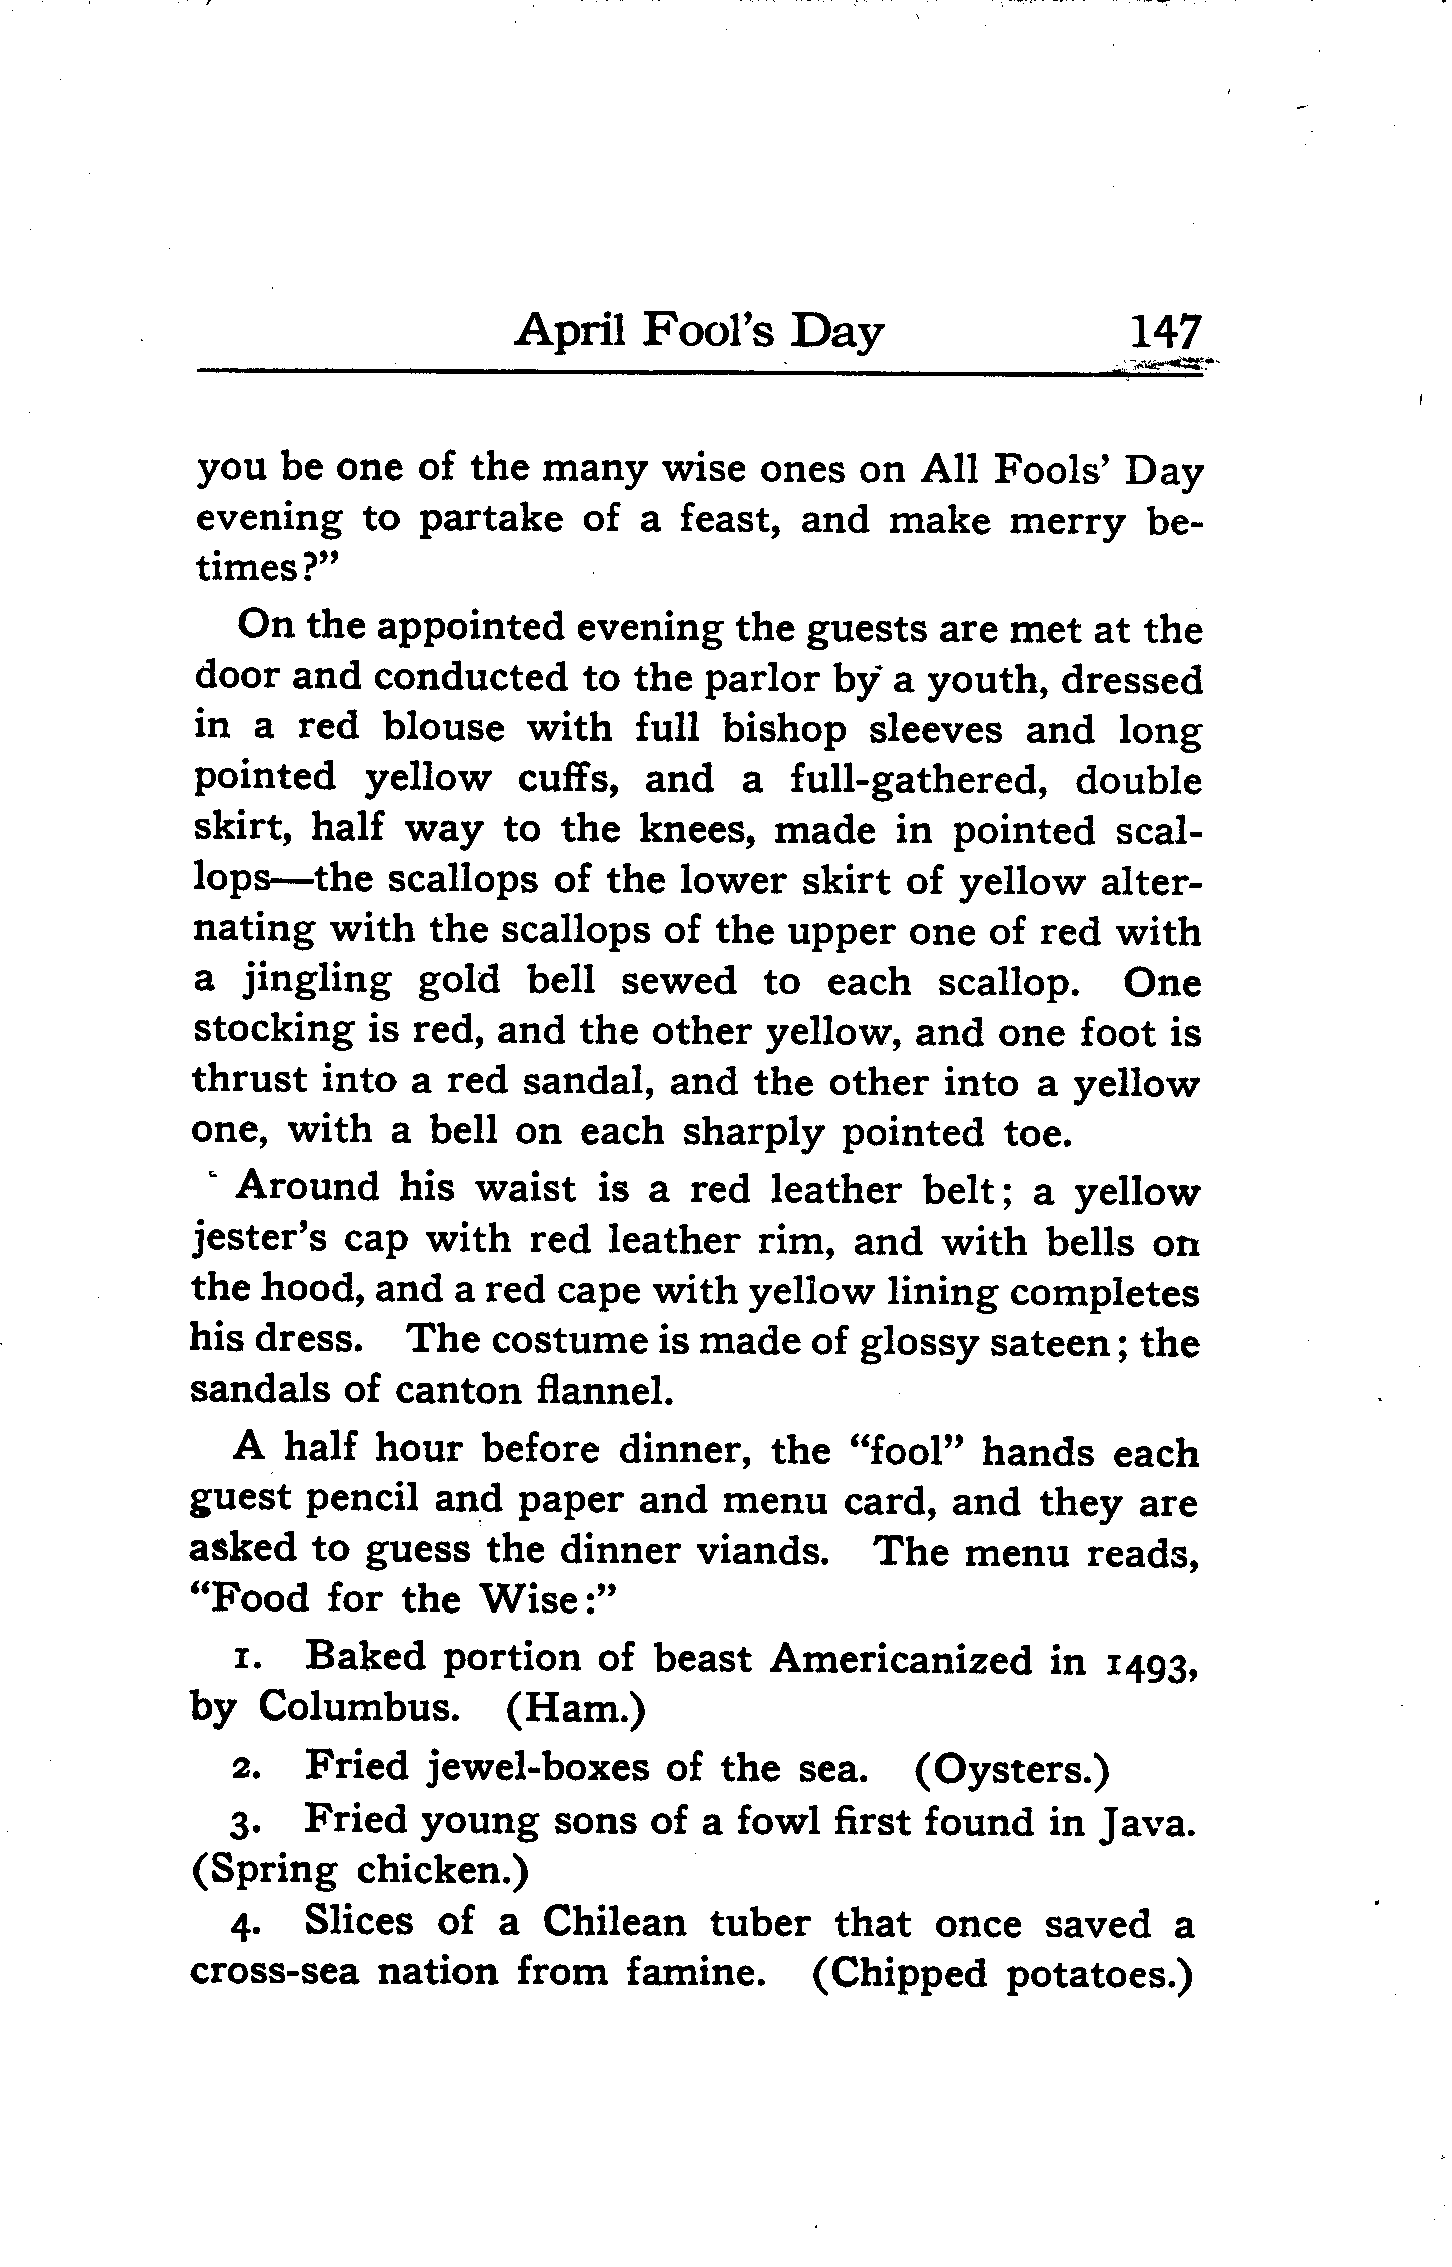 April Fool's Day 147
you be one of the many wise ones on All Fools' Day
evening to partake of a feast, and make merry be-
times?"
On the appointed evening the guests are met at the
door and conducted to the parlor by a youth, dressed
in a red blouse with full bishop sleeves and long
pointed yellow cuffs, and a full-gathered, double
skirt, half way to the knees, made in pointed scal-
lops—the scallops of the lower skirt of yellow alter-
nating with the scallops of the upper one of red with
a jingling gold bell sewed to each scallop. One
stocking is red, and the other yellow, and one foot is
thrust into a red sandal, and the other into a yellow
one, with a bell on each sharply pointed toe.
Around his waist is a red leather belt; a yellow
jester's cap with red leather rim, and with bells on
the hood, and a red cape with yellow lining completes
his dress. The costume is made of glossy sateen; the
sandals of canton flannel.
A half hour before dinner, the "fool" hands each
guest pencil and paper and menu card, and they are
asked to guess the dinner viands. The menu reads,
"Food for the Wise:"
1. Baked portion of beast Americanized in 1493,
by Columbus. (Ham.)
2. Fried jewel-boxes of the sea. (Oysters.)
3. Fried young sons of a fowl first found in Java.
(Spring chicken.)
4. Slices of a Chilean tuber that once saved a
cross-sea nation from famine. (Chipped potatoes.)